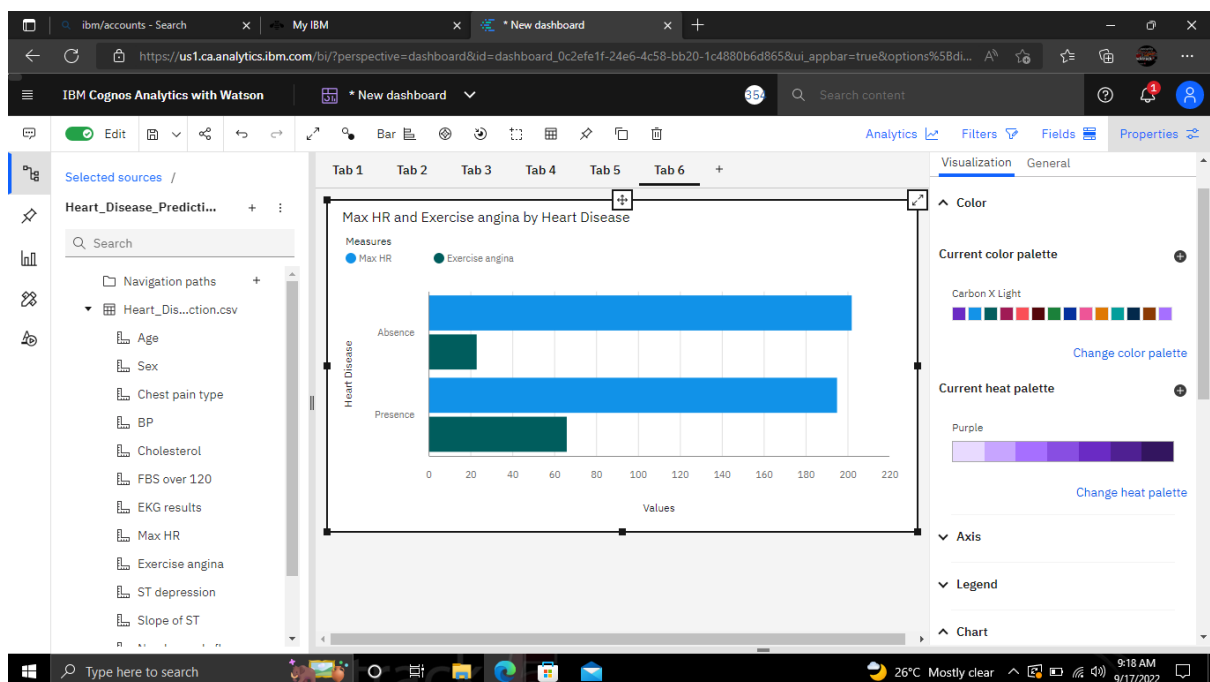 ibm/accounts - Search
My IBM
* New dashboard
https://us1.ca.analytics.ibm.com/bi/?perspective=dashboard&id=dashboard_0c2efe1f-24e6-4c58-bb20-1c4880b6d865&ui_appbar=true&options%5Bdi...
IBM Cognos Analytics with Watson
* New dashboard
354
Search content
1
Edit
Bar
Analytics
Filters
Fields
Properties
Selected sources /
Heart_Disease_Predicti...
Search
Navigation paths
Heart_Dis...ction.csv
Age
Sex
Chest pain type
BP
Cholesterol
FBS over 120
EKG results
Max HR
Exercise angina
ST depression
Slope of ST
Tab 1 Tab 2 Tab 3 Tab 4 Tab 5 Tab 6 +
Max HR and Exercise angina by Heart Disease
Measures
Max HR Exercise angina
Heart Disease
Absence
Presence
0 20 40 60 80 100 120 140 160 180 200 220
Values
Visualization General
Color
Current color palette
Carbon X Light
Change color palette
Current heat palette
Purple
Change heat palette
Axis
Legend
Chart
Type here to search
26°C Mostly clear
9:18 AM
9/17/2022